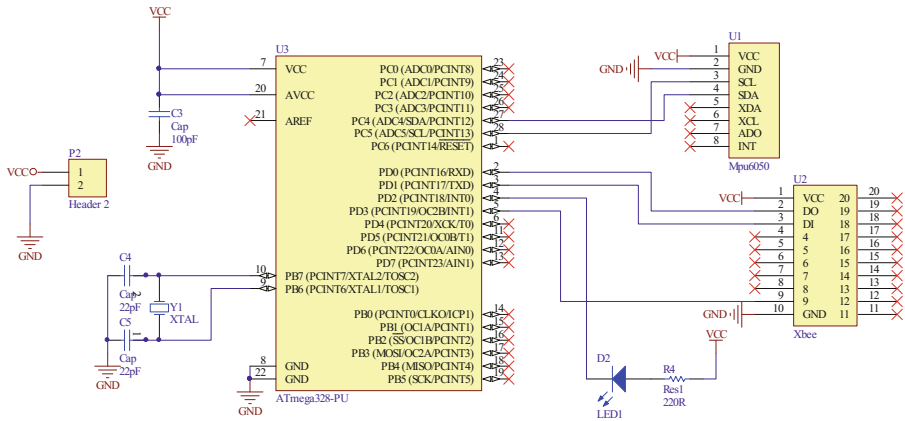 VCC
U3
7 VCC
20 AVCC
21 AREF
C3
Cap
100pF
GND
P2
VCC 1
2
Header 2
GND
C4
Cap
22pF
2
Y1
XTAL
1
C5
Cap
22pF
GND
10 PB7 (PCINT7/XTAL2/TOSC2)
9 PB6 (PCINT6/XTAL1/TOSC1)
8 GND
22 GND
GND
ATmega328-PU
PC0 (ADC0/PCINT8) 23
PC1 (ADC1/PCINT9) 24
PC2 (ADC2/PCINT10) 25
PC3 (ADC3/PCINT11) 26
PC4 (ADC4/SDA/PCINT12) 27
PC5 (ADC5/SCL/PCINT13) 28
PC6 (PCINT14/RESET) 1
PD0 (PCINT16/RXD) 2
PD1 (PCINT17/TXD) 3
PD2 (PCINT18/INT0) 4
PD3 (PCINT19/OC2B/INT1) 5
PD4 (PCINT20/XCK/T0) 6
PD5 (PCINT21/OC0B/T1) 11
PD6 (PCINT22/OC0A/AIN0) 12
PD7 (PCINT23/AIN1) 13
PB0 (PCINT0/CLKO/ICP1) 14
PB1 (OC1A/PCINT1) 15
PB2 (SS/OC1B/PCINT2) 16
PB3 (MOSI/OC2A/PCINT3) 17
PB4 (MISO/PCINT4) 18
PB5 (SCK/PCINT5) 19
U1
VCC 1 VCC
GND 2 GND
3 SCL
4 SDA
5 XDA
6 XCL
7 ADO
8 INT
Mpu6050
U2
VCC 1 VCC 20 20
2 DO 19 19
3 DI 18 18
4 4 17 17
5 5 16 16
6 6 15 15
7 7 14 14
8 8 13 13
9 9 12 12
GND 10 GND 11 11
Xbee
VCC
D2
LED1
R4
Res1
220R